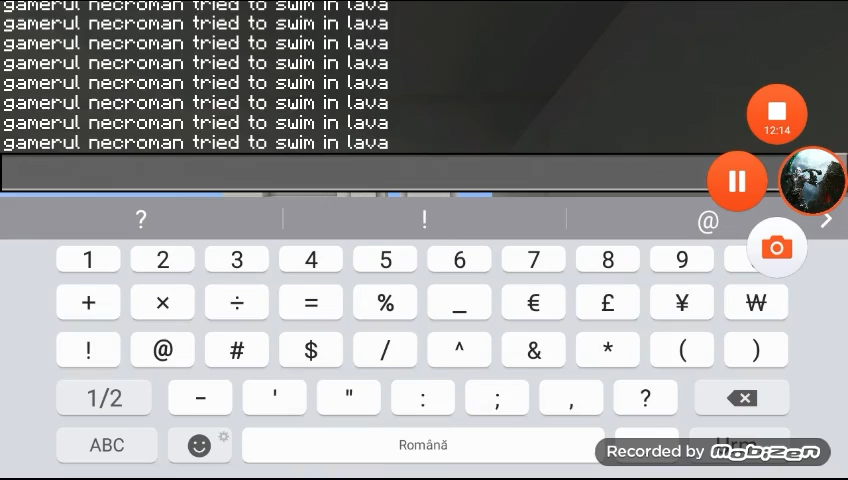 gamerul necroman tried to swim in lava
gamerul necroman tried to swim in lava
gamerul necroman tried to swim in lava
gamerul necroman tried to swim in lava
gamerul necroman tried to swim in lava
gamerul necroman tried to swim in lava
gamerul necroman tried to swim in lava
gamerul necroman tried to swim in lava
12:14
? ! @
1 2 3 4 5 6 7 8 9
+ × ÷ = % _ € £ ¥ ₩
! @ # $ / ^ & * ( )
1/2 - ' " : ; , ?
ABC Română
Recorded by mobizen